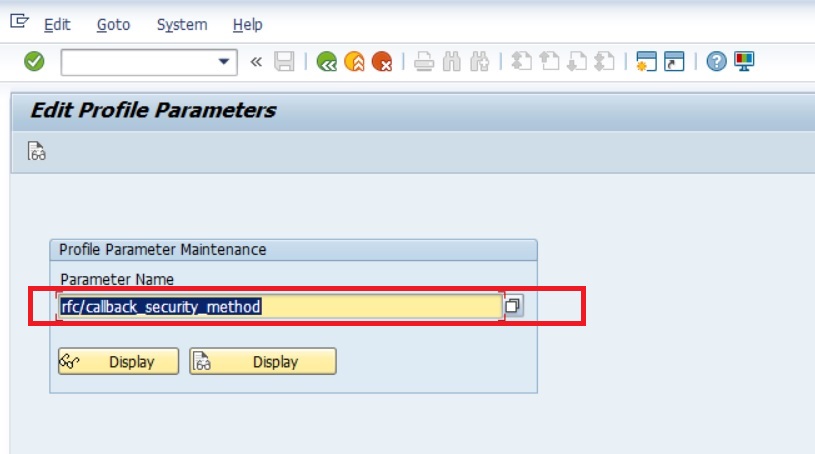 Edit Goto System Help
Edit Profile Parameters
Profile Parameter Maintenance
Parameter Name
rfc/callback_security_method
Display Display